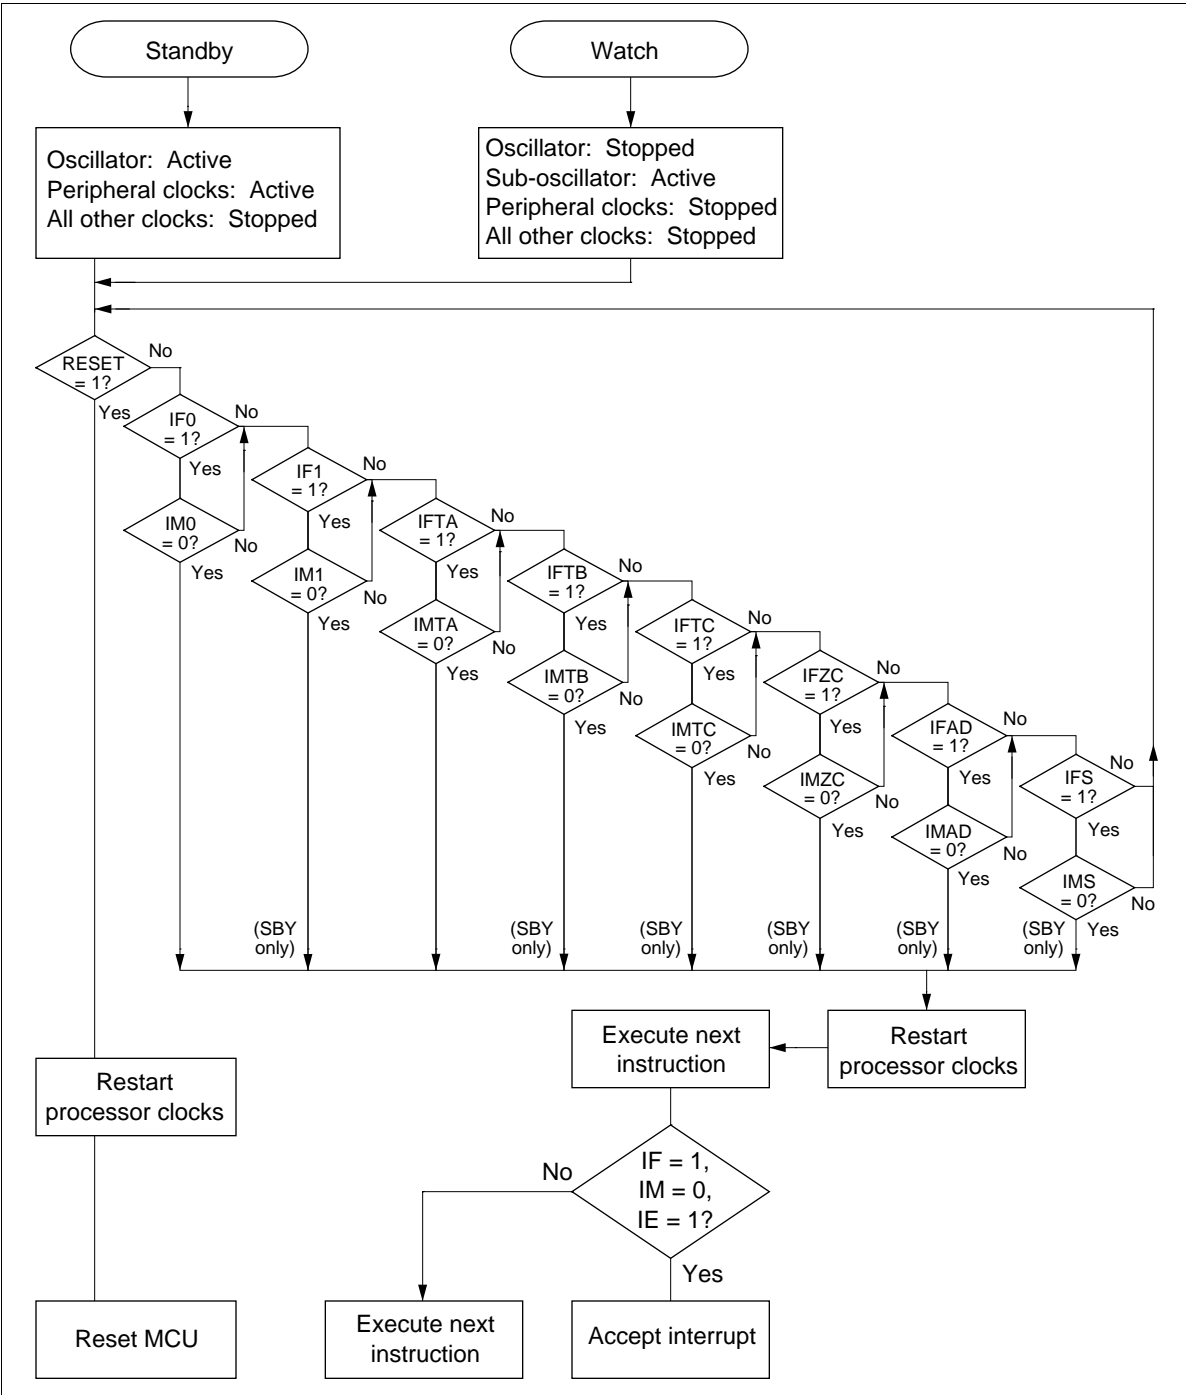 Standby
Watch
Oscillator: Active
Peripheral clocks: Active
All other clocks: Stopped
Oscillator: Stopped
Sub-oscillator: Active
Peripheral clocks: Stopped
All other clocks: Stopped
RESET
= 1?
No
Yes
IF0
= 1?
No
Yes
IM0
= 0?
No
Yes
IF1
= 1?
No
Yes
IM1
= 0?
No
Yes
IFTA
= 1?
No
Yes
IMTA
= 0?
No
Yes
IFTB
= 1?
No
Yes
IMTB
= 0?
No
Yes
IFTC
= 1?
No
Yes
IMTC
= 0?
No
Yes
IFZC
= 1?
No
Yes
IMZC
= 0?
No
Yes
IFAD
= 1?
No
Yes
IMAD
= 0?
No
Yes
IFS
= 1?
No
Yes
IMS
= 0?
No
Yes
(SBY
only)
(SBY
only)
(SBY
only)
(SBY
only)
(SBY
only)
(SBY
only)
Restart
processor clocks
Execute next
instruction
Restart
processor clocks
IF = 1,
IM = 0,
IE = 1?
No
Yes
Reset MCU
Execute next
instruction
Accept interrupt